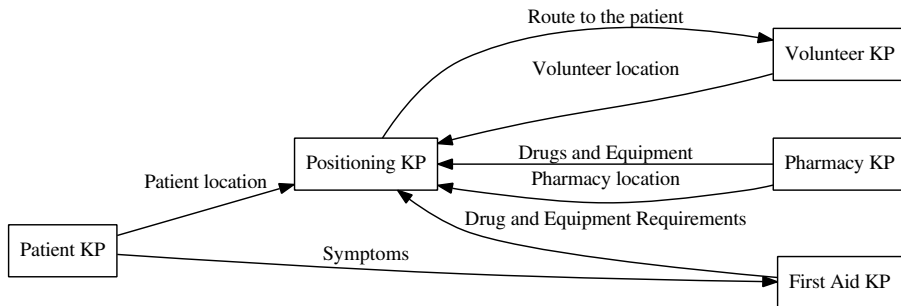 Route to the patient
Volunteer KP
Volunteer location
Positioning KP
Drugs and Equipment
Pharmacy KP
Pharmacy location
Patient location
Drug and Equipment Requirements
Patient KP
Symptoms
First Aid KP